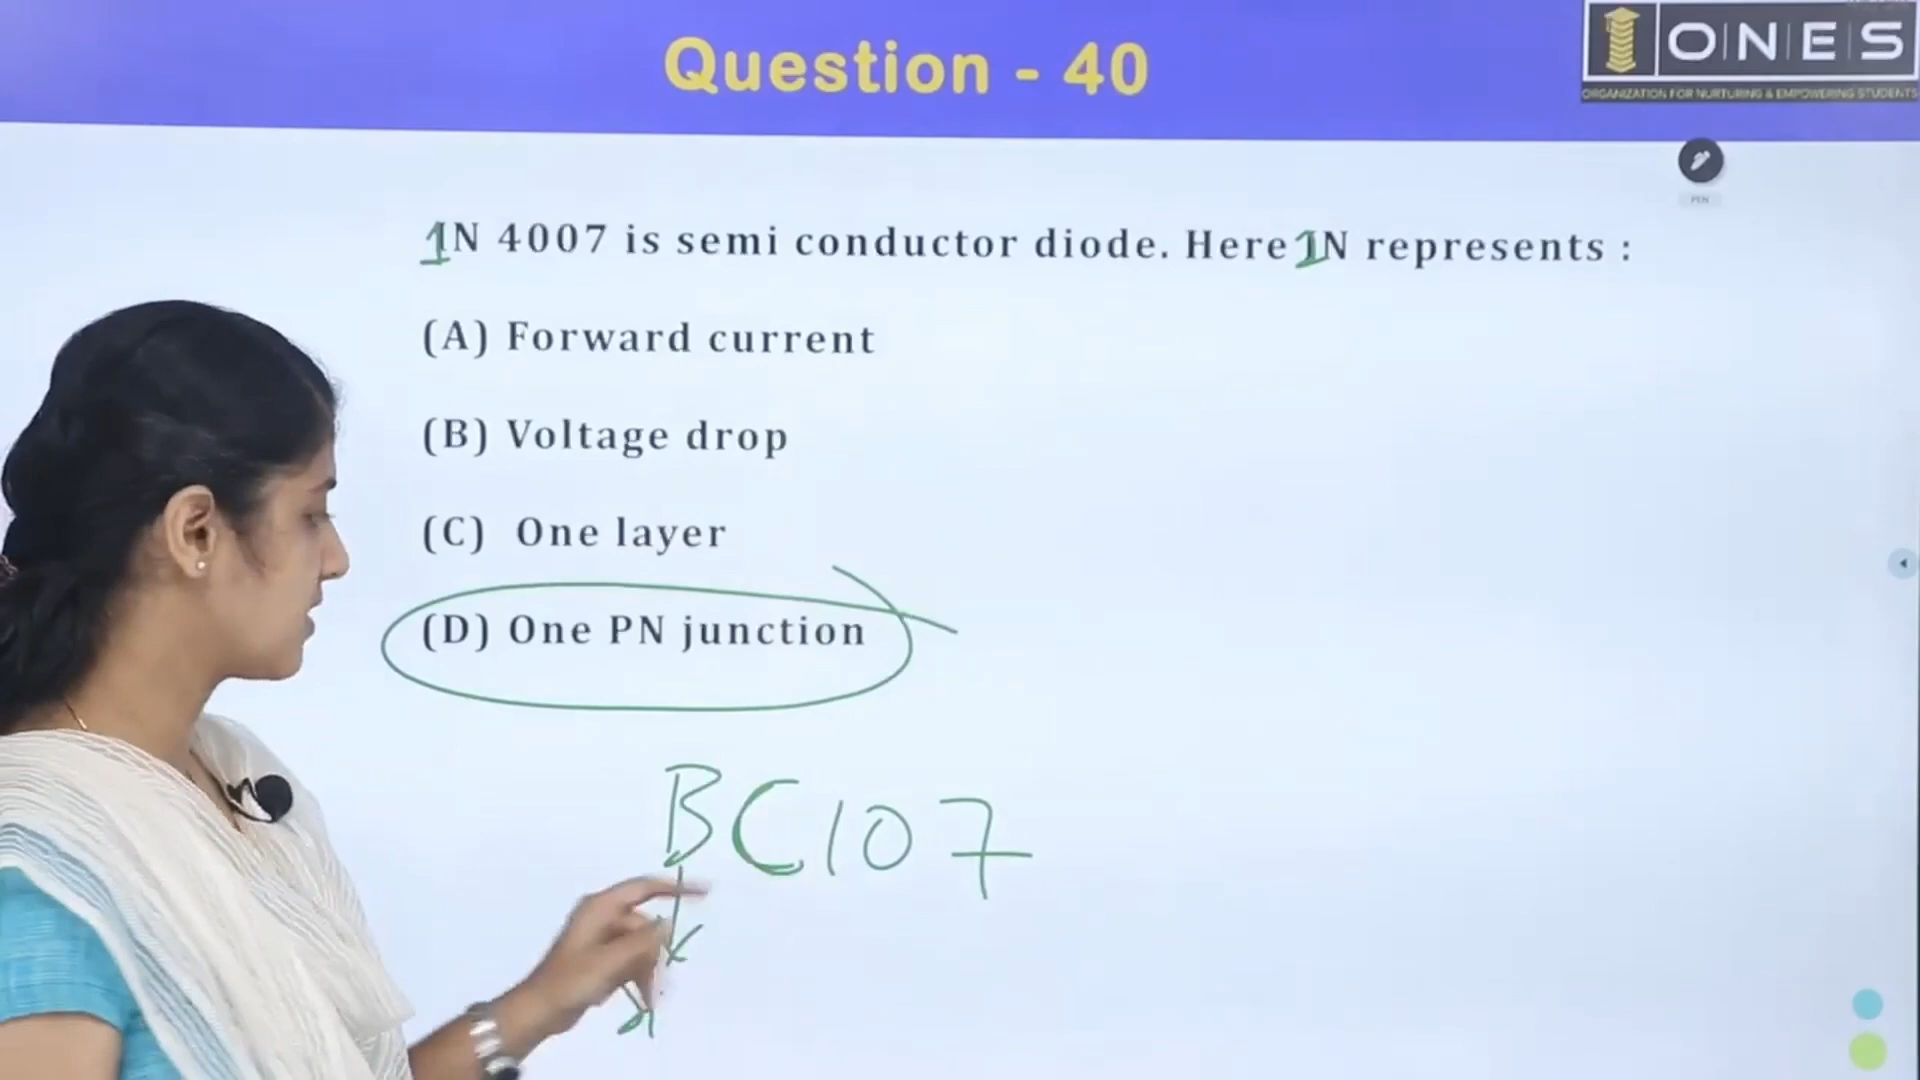 Question - 40
ONES
ORGANIZATION FOR NURTURING & EMPOWERING STUDENTS
PEN
1N 4007 is semi conductor diode. Here 1N represents :
(A) Forward current
(B) Voltage drop
(C) One layer
(D) One PN junction
BC107